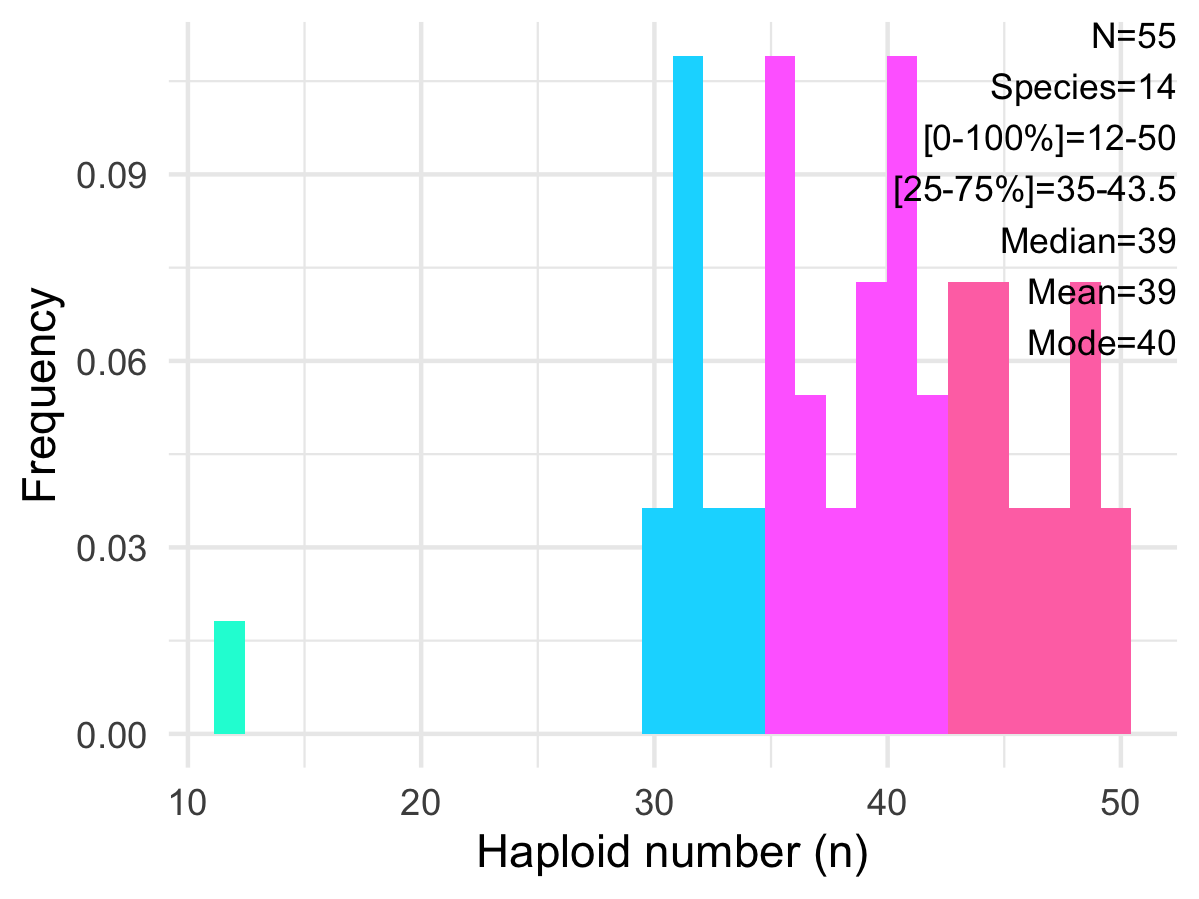 N=55
Species=14
[0-100%]=12-50
[25-75%]=35-43.5
Median=39
Mean=39
Mode=40
0.09
0.06
0.03
0.00
Frequency
10 20 30 40 50
Haploid number (n)